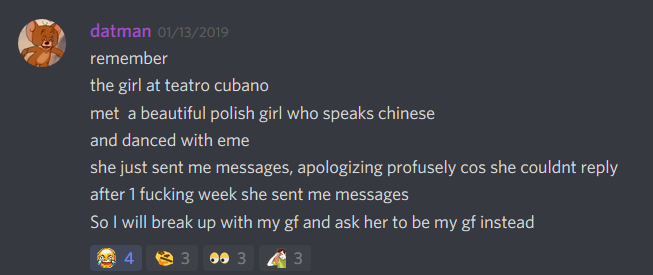 datman 01/13/2019
remember
the girl at teatro cubano
met a beautiful polish girl who speaks chinese
and danced with eme
she just sent me messages, apologizing profusely cos she couldnt reply
after 1 fucking week she sent me messages
So I will break up with my gf and ask her to be my gf instead
4 3 3 3